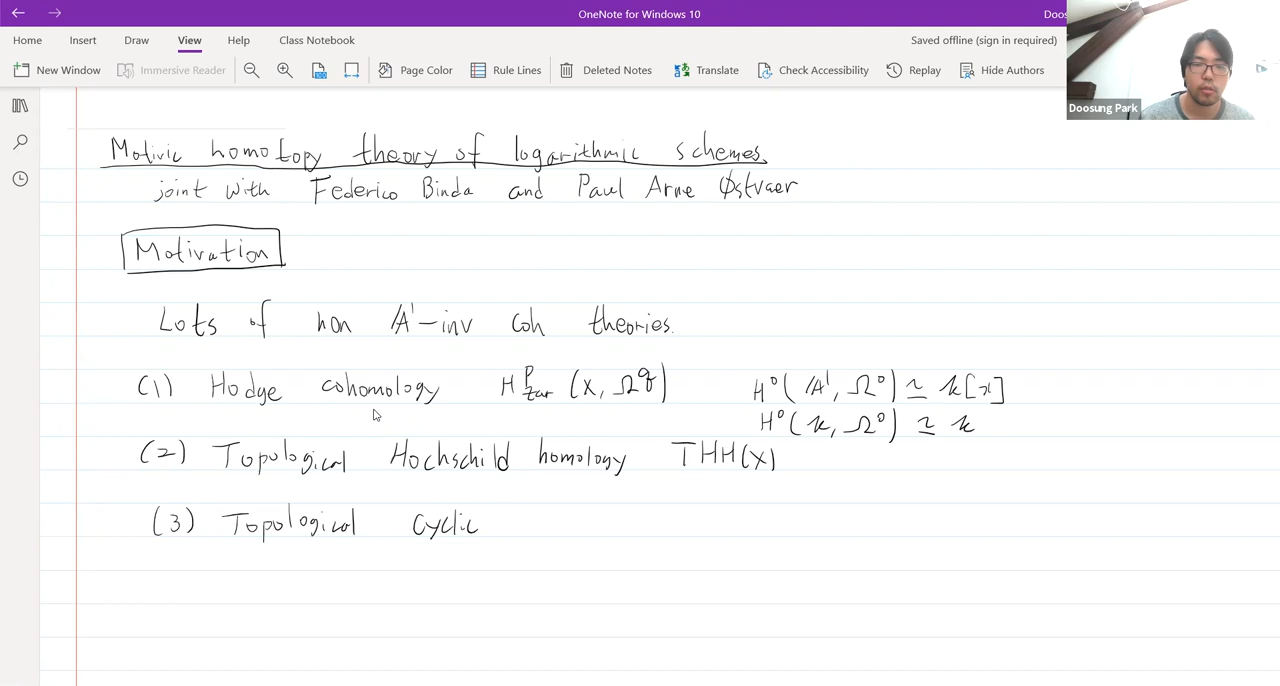 OneNote for Windows 10
Doos
Home Insert Draw View Help Class Notebook
Saved offline (sign in required)
New Window Immersive Reader Page Color Rule Lines Deleted Notes Translate Check Accessibility Replay Hide Authors
Doosung Park
Motivic homotopy theory of logarithmic schemes.
joint with Federico Binda and Paul Arne Østvaer
Motivation
Lots of non A¹-inv coh theories.
(1) Hodge cohomology H^p_zar (X, Ω^q) H⁰(A¹, Ω⁰) ≃ k[x]
H⁰(k, Ω⁰) ≃ k
(2) Topological Hochschild homology THH(X)
(3) Topological cyclic